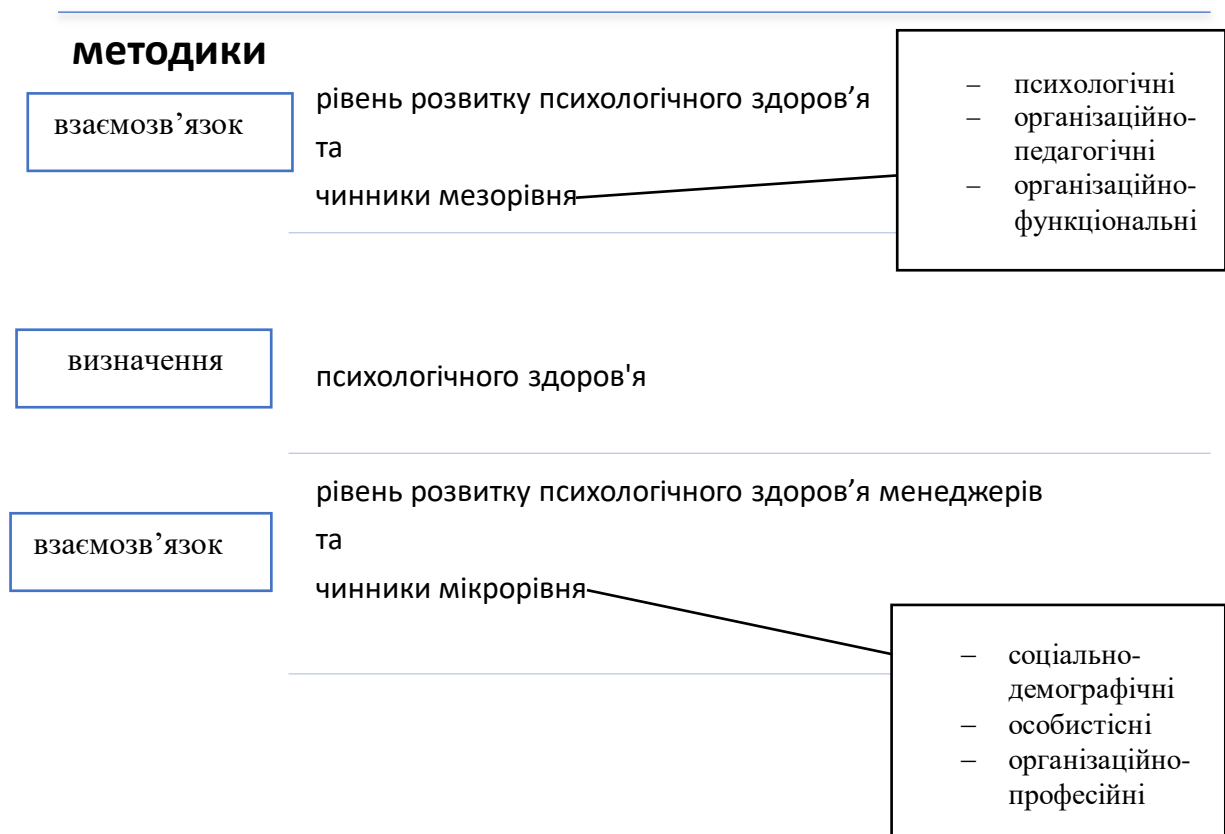 методики
взаємозв’язок
рівень розвитку психологічного здоров’я
та
чинники мезорівня
– психологічні
– організаційно-
педагогічні
– організаційно-
функціональні
визначення
психологічного здоров'я
взаємозв’язок
рівень розвитку психологічного здоров’я менеджерів
та
чинники мікрорівня
– соціально-
демографічні
– особистісні
– організаційно-
професійні